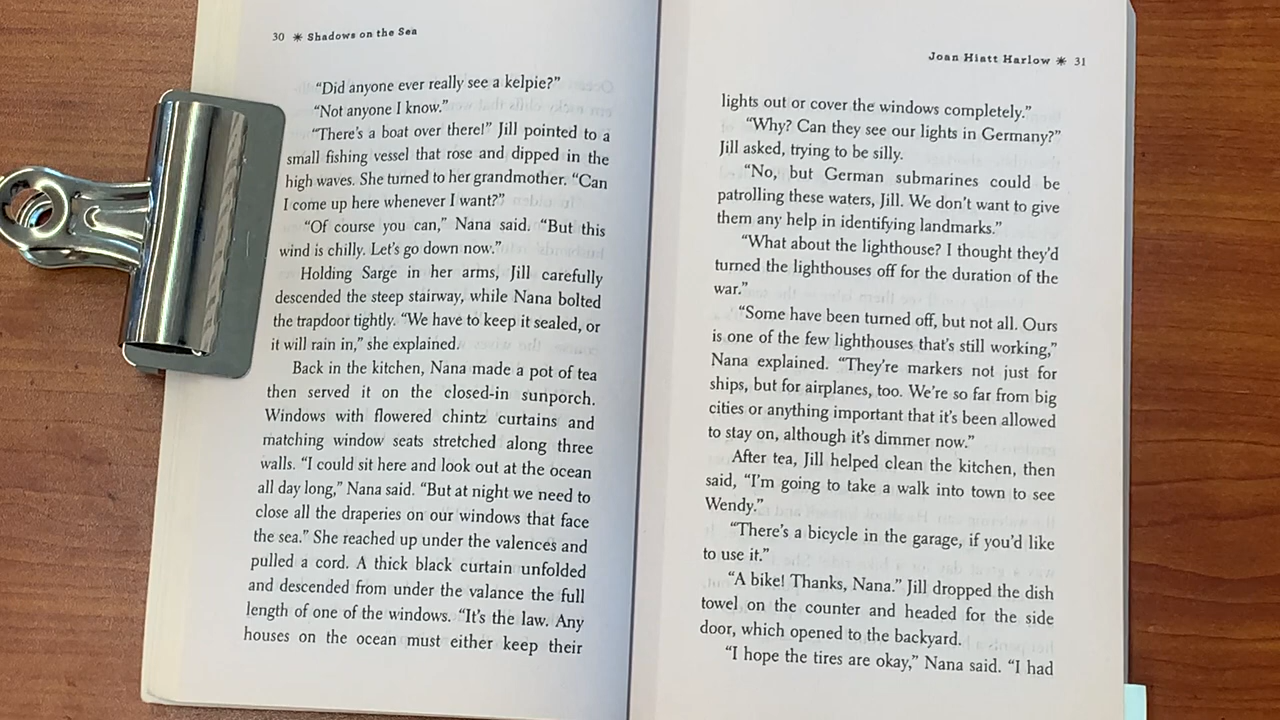 30 ✳ Shadows on the Sea
“Did anyone ever really see a kelpie?”
“Not anyone I know.”
“There’s a boat over there!” Jill pointed to a
small fishing vessel that rose and dipped in the
high waves. She turned to her grandmother. “Can
I come up here whenever I want?”
“Of course you can,” Nana said. “But this
wind is chilly. Let’s go down now.”
Holding Sarge in her arms, Jill carefully
descended the steep stairway, while Nana bolted
the trapdoor tightly. “We have to keep it sealed, or
it will rain in,” she explained.
Back in the kitchen, Nana made a pot of tea
then served it on the closed-in sunporch.
Windows with flowered chintz curtains and
matching window seats stretched along three
walls. “I could sit here and look out at the ocean
all day long,” Nana said. “But at night we need to
close all the draperies on our windows that face
the sea.” She reached up under the valences and
pulled a cord. A thick black curtain unfolded
and descended from under the valance the full
length of one of the windows. “It’s the law. Any
houses on the ocean must either keep their
Joan Hiatt Harlow ✳ 31
lights out or cover the windows completely.”
“Why? Can they see our lights in Germany?”
Jill asked, trying to be silly.
“No, but German submarines could be
patrolling these waters, Jill. We don’t want to give
them any help in identifying landmarks.”
“What about the lighthouse? I thought they’d
turned the lighthouses off for the duration of the
war.”
“Some have been turned off, but not all. Ours
is one of the few lighthouses that’s still working,”
Nana explained. “They’re markers not just for
ships, but for airplanes, too. We’re so far from big
cities or anything important that it’s been allowed
to stay on, although it’s dimmer now.”
After tea, Jill helped clean the kitchen, then
said, “I’m going to take a walk into town to see
Wendy.”
“There’s a bicycle in the garage, if you’d like
to use it.”
“A bike! Thanks, Nana.” Jill dropped the dish
towel on the counter and headed for the side
door, which opened to the backyard.
“I hope the tires are okay,” Nana said. “I had